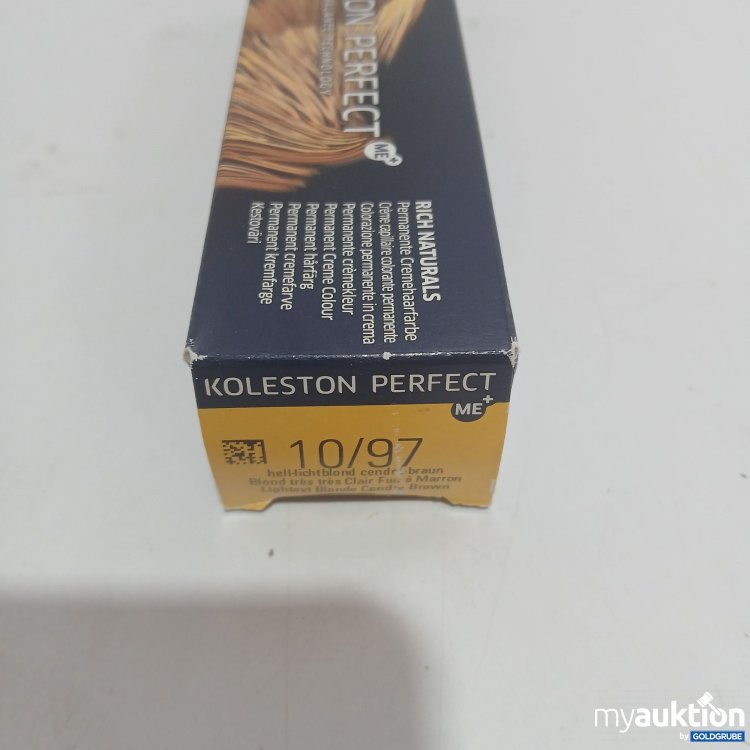 ON PERFECT
ME+
RICH NATURALS
Permanente Cremehaarfarbe
Crème capillaire colorante permanente
Colorazione permanente in crema
Permanente crèmekleur
Permanent Creme Colour
Permanent hårfärg
Permanent cremefarve
Permanent kremfarge
Kestoväri
KOLESTON PERFECT
ME+
10/97
hell-lichtblond cendré-braun
Blond très très Clair Fumé Marron
Lightest Blonde Cendré Brown
myauktion
by GOLDGRUBE